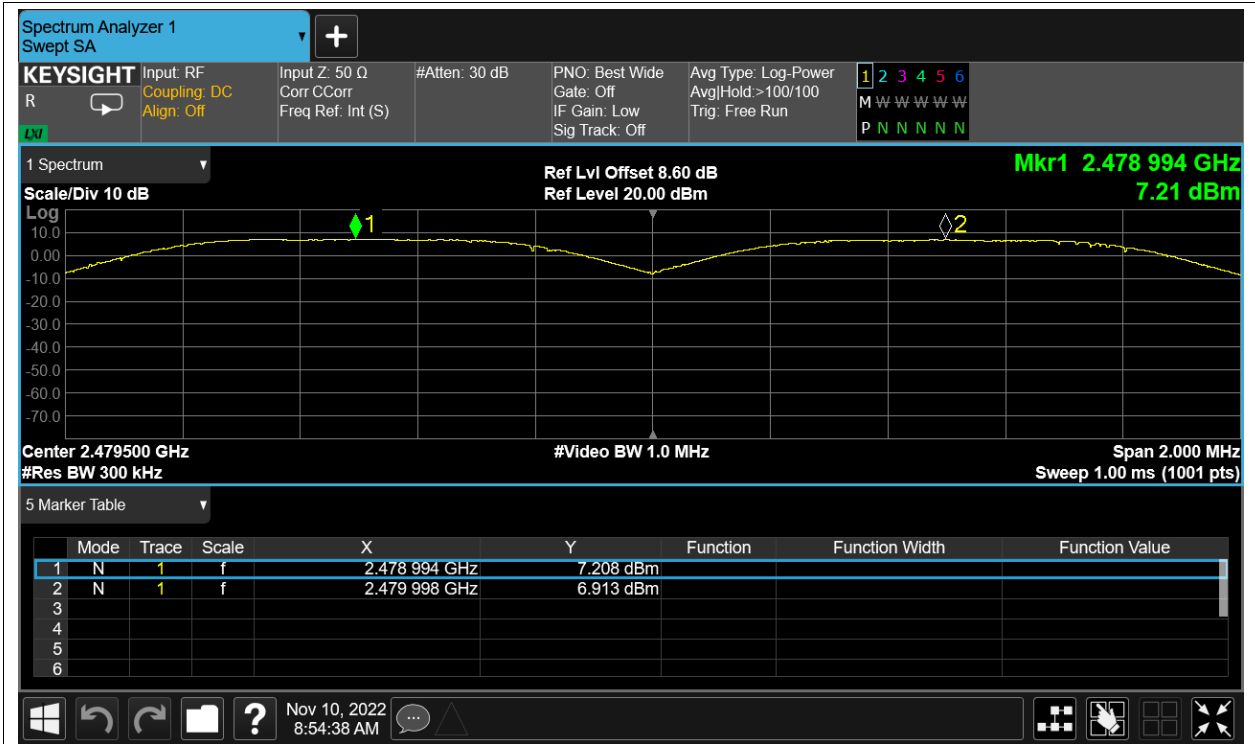 Spectrum Analyzer 1
Swept SA
KEYSIGHT Input: RF Input Z: 50 Ω #Atten: 30 dB PNO: Best Wide Avg Type: Log-Power 1 2 3 4 5 6
R Coupling: DC Corr CCorr Gate: Off Avg|Hold:>100/100 M W W W W W
Align: Off Freq Ref: Int (S) IF Gain: Low Trig: Free Run
LXI Sig Track: Off P N N N N N
1 Spectrum Ref Lvl Offset 8.60 dB Mkr1 2.478 994 GHz
Scale/Div 10 dB Ref Level 20.00 dBm 7.21 dBm
Log
1 2
10.0
0.00
-10.0
-20.0
-30.0
-40.0
-50.0
-60.0
-70.0
Center 2.479500 GHz #Video BW 1.0 MHz Span 2.000 MHz
#Res BW 300 kHz Sweep 1.00 ms (1001 pts)
5 Marker Table
Mode Trace Scale X Y Function Function Width Function Value
1 N 1 f 2.478 994 GHz 7.208 dBm
2 N 1 f 2.479 998 GHz 6.913 dBm
3
4
5
6
? Nov 10, 2022
8:54:38 AM